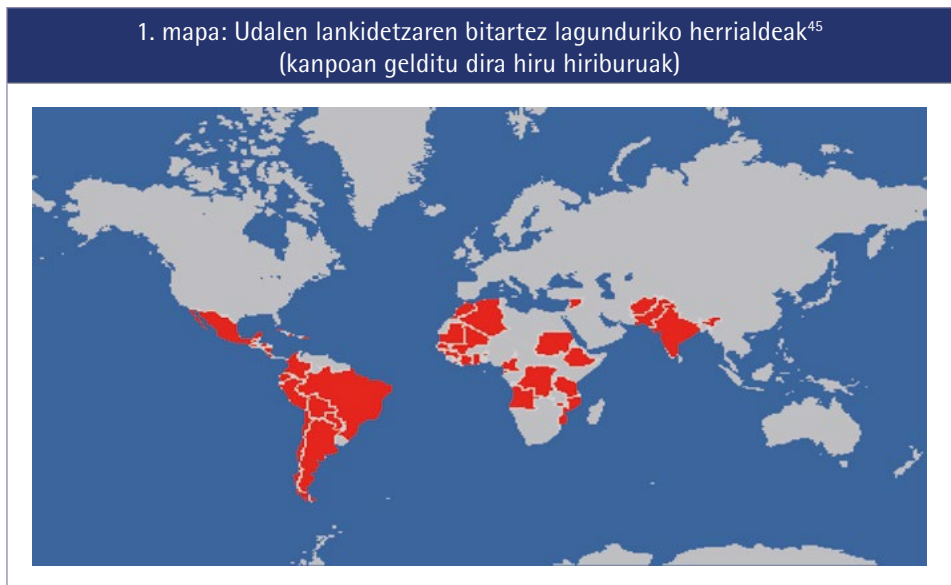 1. mapa: Udalen lankidetzaren bitartez lagunduriko herrialdeak⁴⁵
(kanpoan gelditu dira hiru hiriburuak)